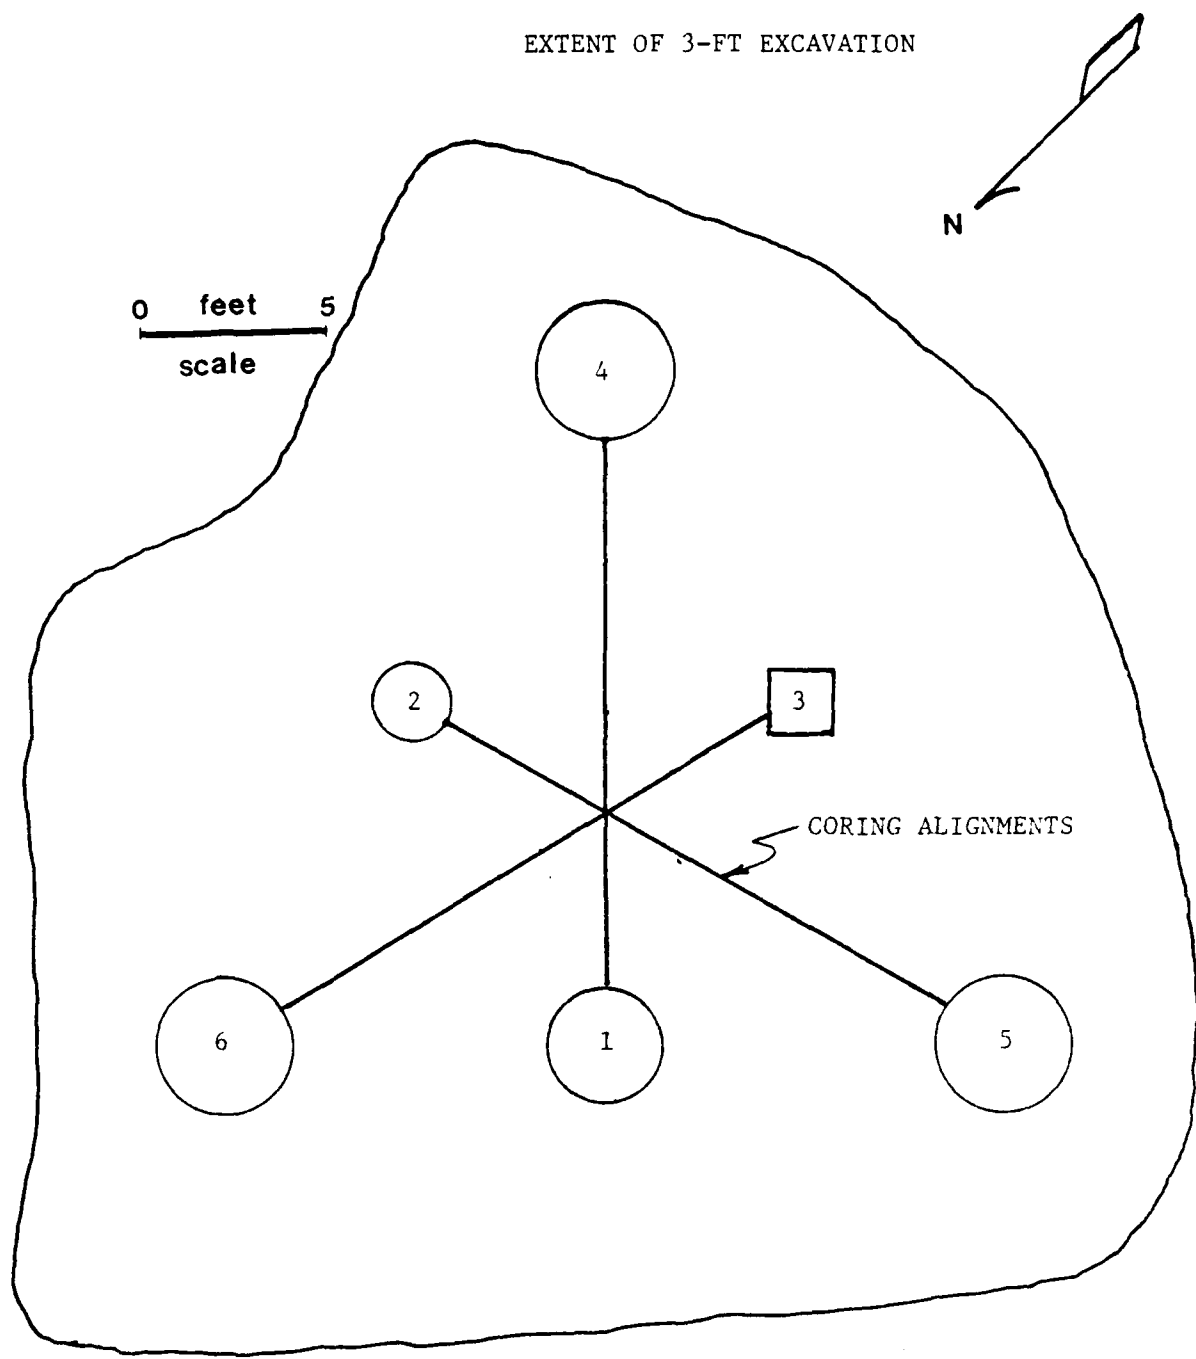 EXTENT OF 3-FT EXCAVATION
N
0 feet 5
scale
4
2
3
CORING ALIGNMENTS
6
1
5